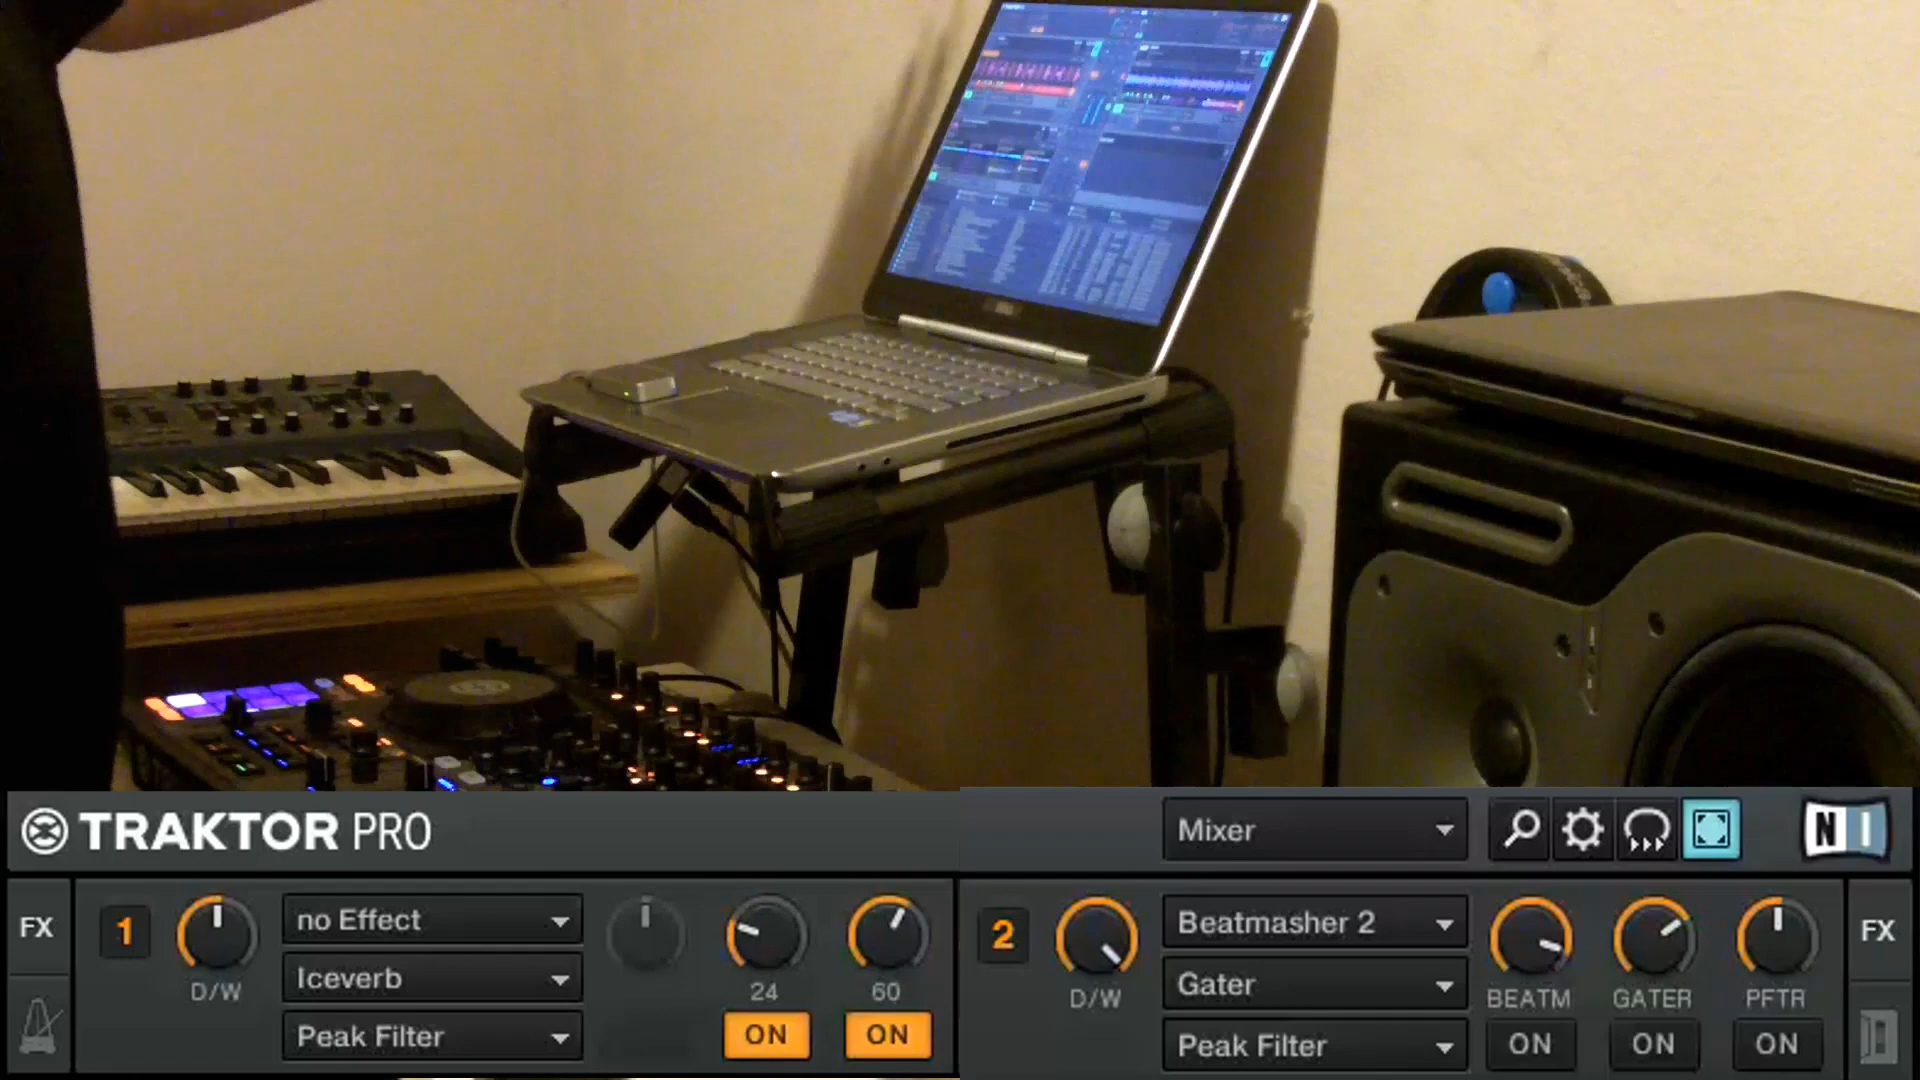 TRAKTOR PRO
Mixer
NI
FX
1
D/W
no Effect
Iceverb
Peak Filter
24
ON
60
ON
2
D/W
Beatmasher 2
Gater
Peak Filter
BEATM
ON
GATER
ON
PFTR
ON
FX